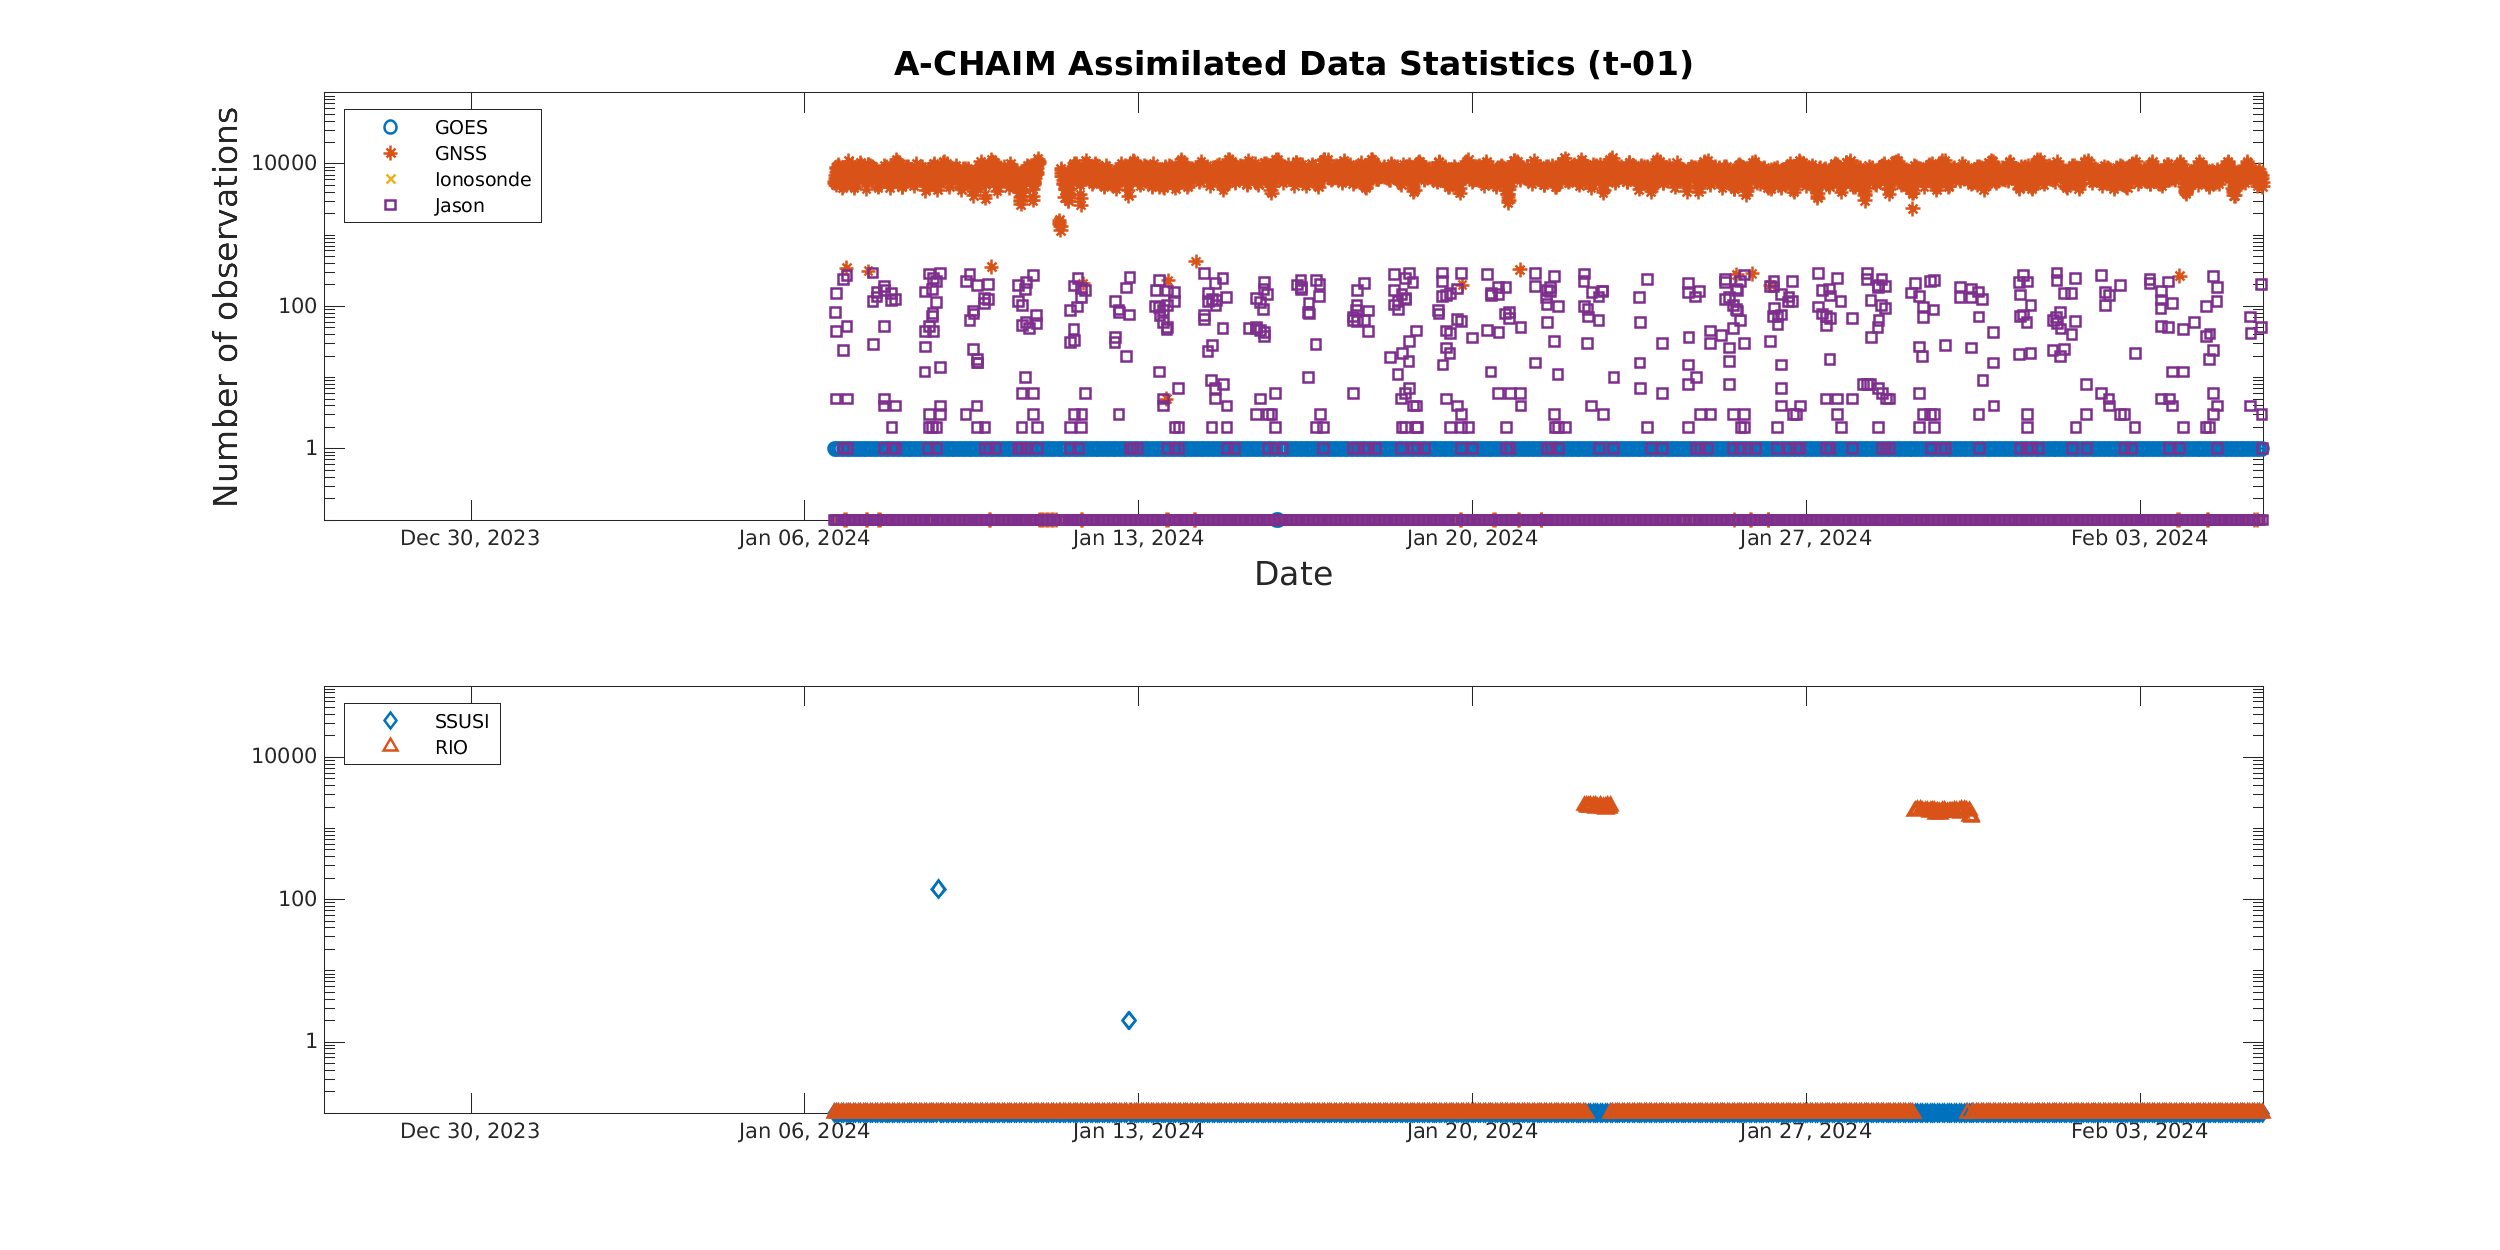 A-CHAIM Assimilated Data Statistics (t-01)
Number of observations
10000
100
1
GOES
GNSS
Ionosonde
Jason
Dec 30, 2023
Jan 06, 2024
Jan 13, 2024
Jan 20, 2024
Jan 27, 2024
Feb 03, 2024
Date
10000
100
1
SSUSI
RIO
Dec 30, 2023
Jan 06, 2024
Jan 13, 2024
Jan 20, 2024
Jan 27, 2024
Feb 03, 2024